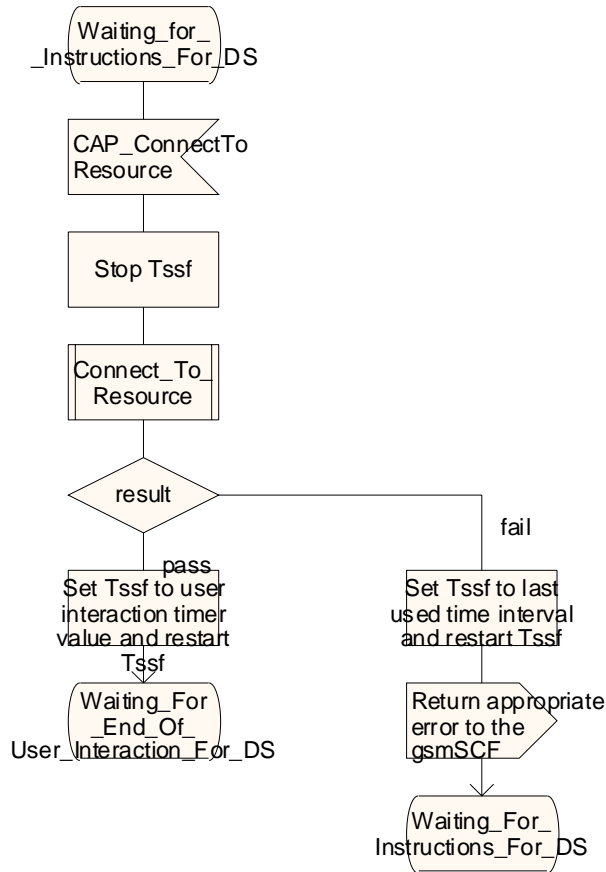 Waiting_for_
_Instructions_For_DS
CAP_ConnectTo
Resource
Stop Tssf
Connect_To_
Resource
result
pass
Set Tssf to user
interaction timer
value and restart
Tssf
Waiting_For
_End_Of_
User_Interaction_For_DS
fail
Set Tssf to last
used time interval
and restart Tssf
Return appropriate
error to the
gsmSCF
Waiting_For_
Instructions_For_DS